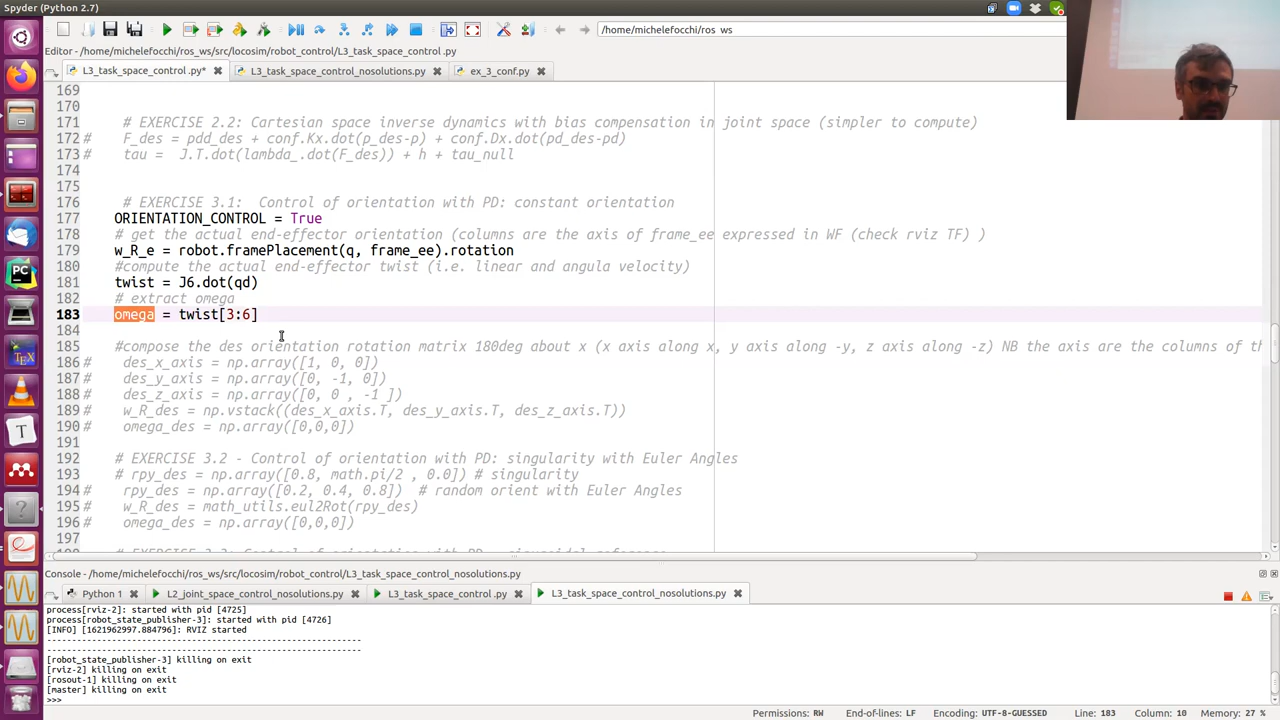 Spyder (Python 2.7)
/home/michelefocchi/ros_ws
Editor - /home/michelefocchi/ros_ws/src/locosim/robot_control/L3_task_space_control .py
L3_task_space_control .py*
L3_task_space_control_nosolutions.py
ex_3_conf.py
169
170
171 # EXERCISE 2.2: Cartesian space inverse dynamics with bias compensation in joint space (simpler to compute)
172 # F_des = pdd_des + conf.Kx.dot(p_des-p) + conf.Dx.dot(pd_des-pd)
173 # tau = J.T.dot(lambda_.dot(F_des)) + h + tau_null
174
175
176 # EXERCISE 3.1: Control of orientation with PD: constant orientation
177 ORIENTATION_CONTROL = True
178 # get the actual end-effector orientation (columns are the axis of frame_ee expressed in WF (check rviz TF) )
179 w_R_e = robot.framePlacement(q, frame_ee).rotation
180 #compute the actual end-effector twist (i.e. linear and angula velocity)
181 twist = J6.dot(qd)
182 # extract omega
183 omega = twist[3:6]
184
185 #compose the des orientation rotation matrix 180deg about x (x axis along x, y axis along -y, z axis along -z) NB the axis are the columns of th
186 # des_x_axis = np.array([1, 0, 0])
187 # des_y_axis = np.array([0, -1, 0])
188 # des_z_axis = np.array([0, 0 , -1 ])
189 # w_R_des = np.vstack((des_x_axis.T, des_y_axis.T, des_z_axis.T))
190 # omega_des = np.array([0,0,0])
191
192 # EXERCISE 3.2 - Control of orientation with PD: singularity with Euler Angles
193 # rpy_des = np.array([0.8, math.pi/2 , 0.0]) # singularity
194 # rpy_des = np.array([0.2, 0.4, 0.8]) # random orient with Euler Angles
195 # w_R_des = math_utils.eul2Rot(rpy_des)
196 # omega_des = np.array([0,0,0])
197
Console - /home/michelefocchi/ros_ws/src/locosim/robot_control/L3_task_space_control_nosolutions.py
Python 1
L2_joint_space_control_nosolutions.py
L3_task_space_control .py
L3_task_space_control_nosolutions.py
process[rviz-2]: started with pid [4725]
process[robot_state_publisher-3]: started with pid [4726]
[INFO] [1621962997.884796]: RVIZ started
---------------------------------------------------------------
---------------------------------------------------------------
[robot_state_publisher-3] killing on exit
[rviz-2] killing on exit
[rosout-1] killing on exit
[master] killing on exit
>>>
Permissions: RW End-of-lines: LF Encoding: UTF-8-GUESSED Line: 183 Column: 10 Memory: 27 %